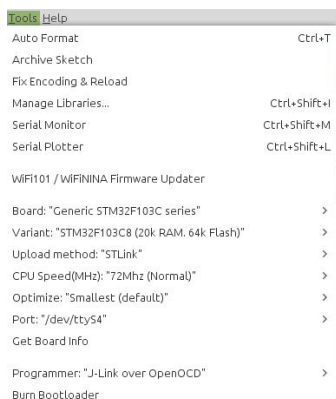 Tools Help
Auto Format Ctrl+T
Archive Sketch
Fix Encoding & Reload
Manage Libraries... Ctrl+Shift+I
Serial Monitor Ctrl+Shift+M
Serial Plotter Ctrl+Shift+L
WiFi101 / WiFiNINA Firmware Updater
Board: "Generic STM32F103C series"
Variant: "STM32F103C8 (20k RAM. 64k Flash)"
Upload method: "STLink"
CPU Speed(MHz): "72Mhz (Normal)"
Optimize: "Smallest (default)"
Port: "/dev/ttyS4"
Get Board Info
Programmer: "J-Link over OpenOCD"
Burn Bootloader